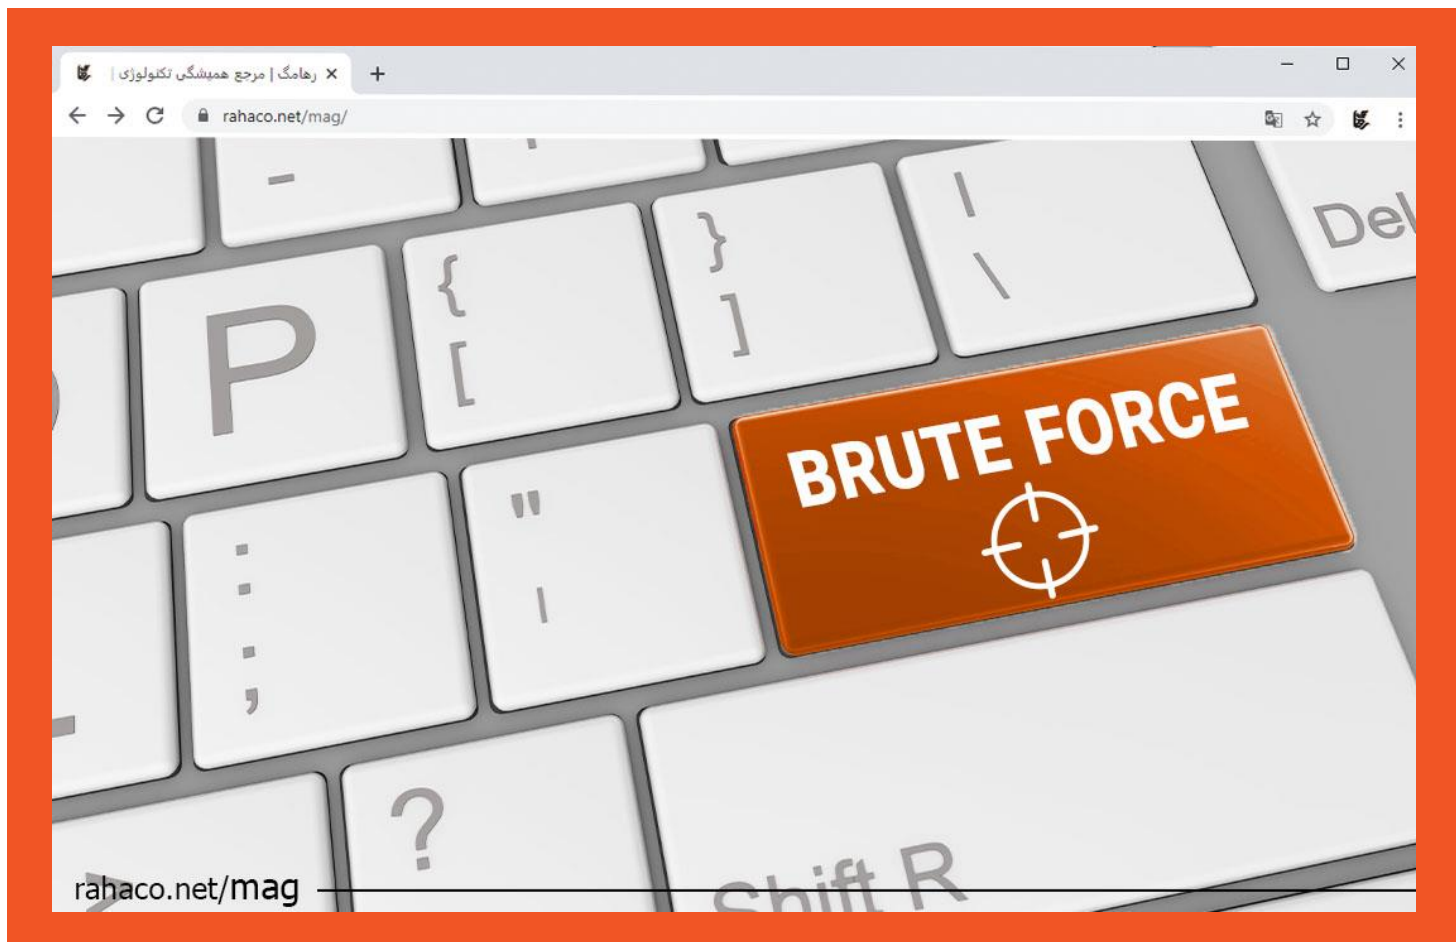 رهامگ | مرجع همیشگی تکنولوژی |
rahaco.net/mag/
-
{
[
}
]
|
\
Del
P
BRUTE FORCE
:
;
"
'
?
Shift R
rahaco.net/mag